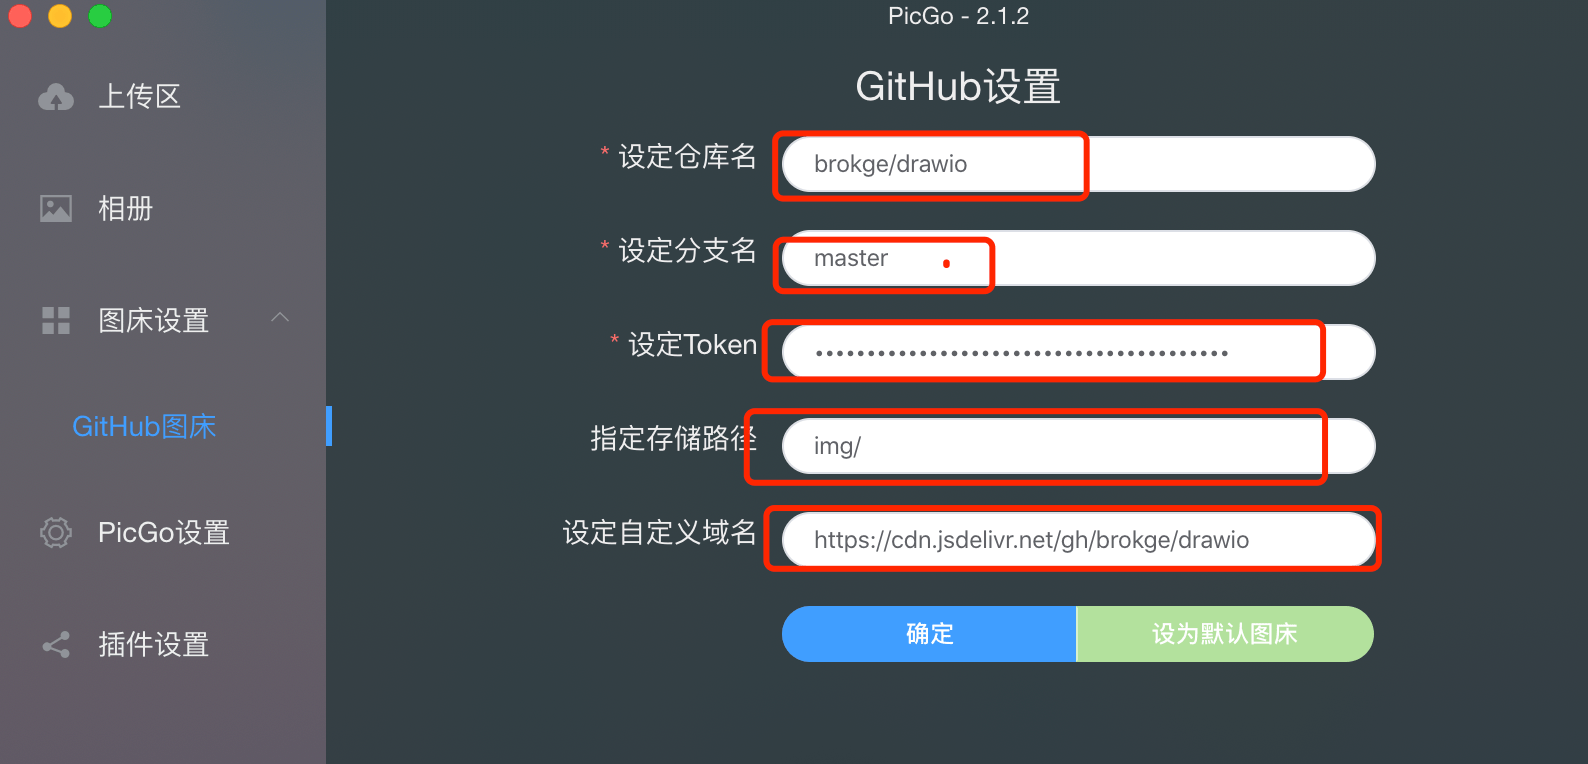 PicGo - 2.1.2
上传区
相册
图床设置
GitHub图床
PicGo设置
插件设置
GitHub设置
* 设定仓库名 brokge/drawio
* 设定分支名 master
* 设定Token ••••••••••••••••••••••••••••••••••••••••
指定存储路径 img/
设定自定义域名 https://cdn.jsdelivr.net/gh/brokge/drawio
确定 设为默认图床